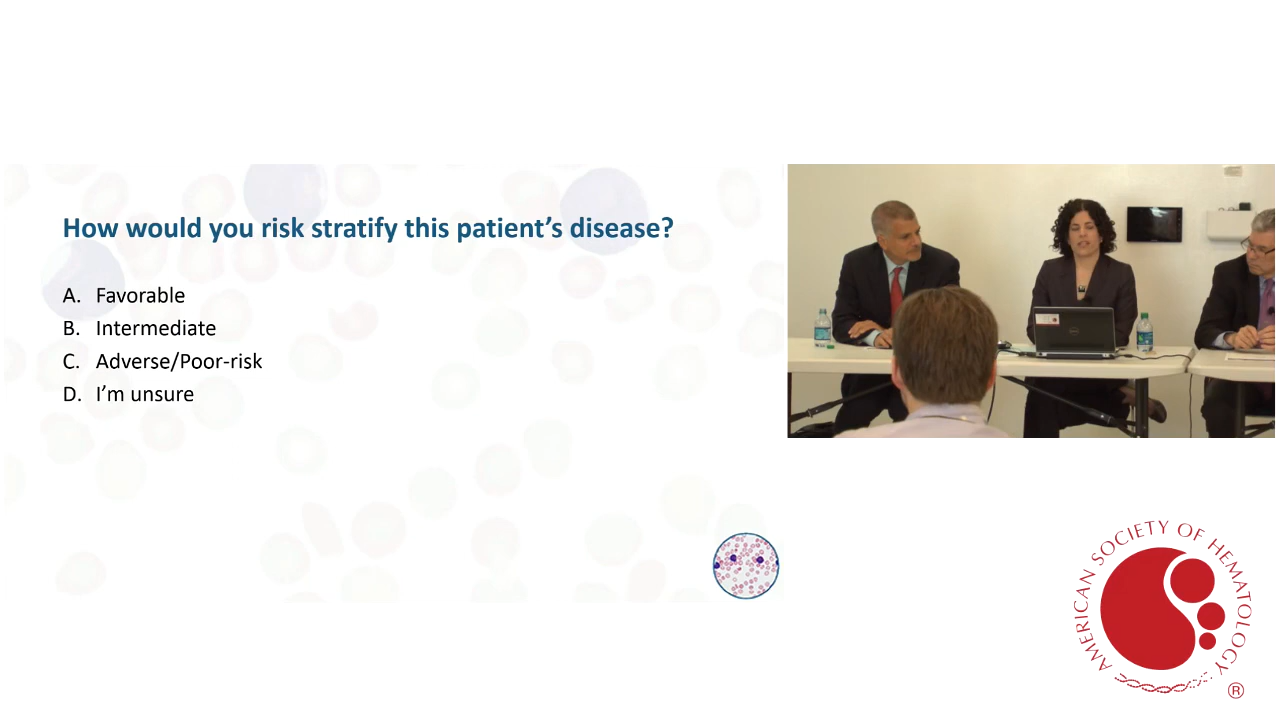 How would you risk stratify this patient's disease?
A. Favorable
B. Intermediate
C. Adverse/Poor-risk
D. I'm unsure
AMERICAN SOCIETY OF HEMATOLOGY
®